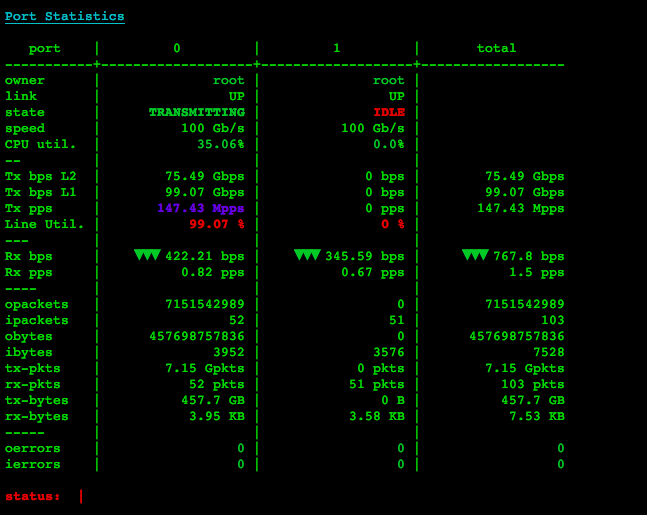 Port Statistics
port | 0 | 1 | total
-----------+--------------------+--------------------+------------------
owner | root | root |
link | UP | UP |
state | TRANSMITTING | IDLE |
speed | 100 Gb/s | 100 Gb/s |
CPU util. | 35.06% | 0.0% |
-- | | |
Tx bps L2 | 75.49 Gbps | 0 bps | 75.49 Gbps
Tx bps L1 | 99.07 Gbps | 0 bps | 99.07 Gbps
Tx pps | 147.43 Mpps | 0 pps | 147.43 Mpps
Line Util. | 99.07 % | 0 % |
--- | | |
Rx bps | ▼▼▼ 422.21 bps | ▼▼▼ 345.59 bps | ▼▼▼ 767.8 bps
Rx pps | 0.82 pps | 0.67 pps | 1.5 pps
---- | | |
opackets | 7151542989 | 0 | 7151542989
ipackets | 52 | 51 | 103
obytes | 457698757836 | 0 | 457698757836
ibytes | 3952 | 3576 | 7528
tx-pkts | 7.15 Gpkts | 0 pkts | 7.15 Gpkts
rx-pkts | 52 pkts | 51 pkts | 103 pkts
tx-bytes | 457.7 GB | 0 B | 457.7 GB
rx-bytes | 3.95 KB | 3.58 KB | 7.53 KB
----- | | |
oerrors | 0 | 0 | 0
ierrors | 0 | 0 | 0
status: |